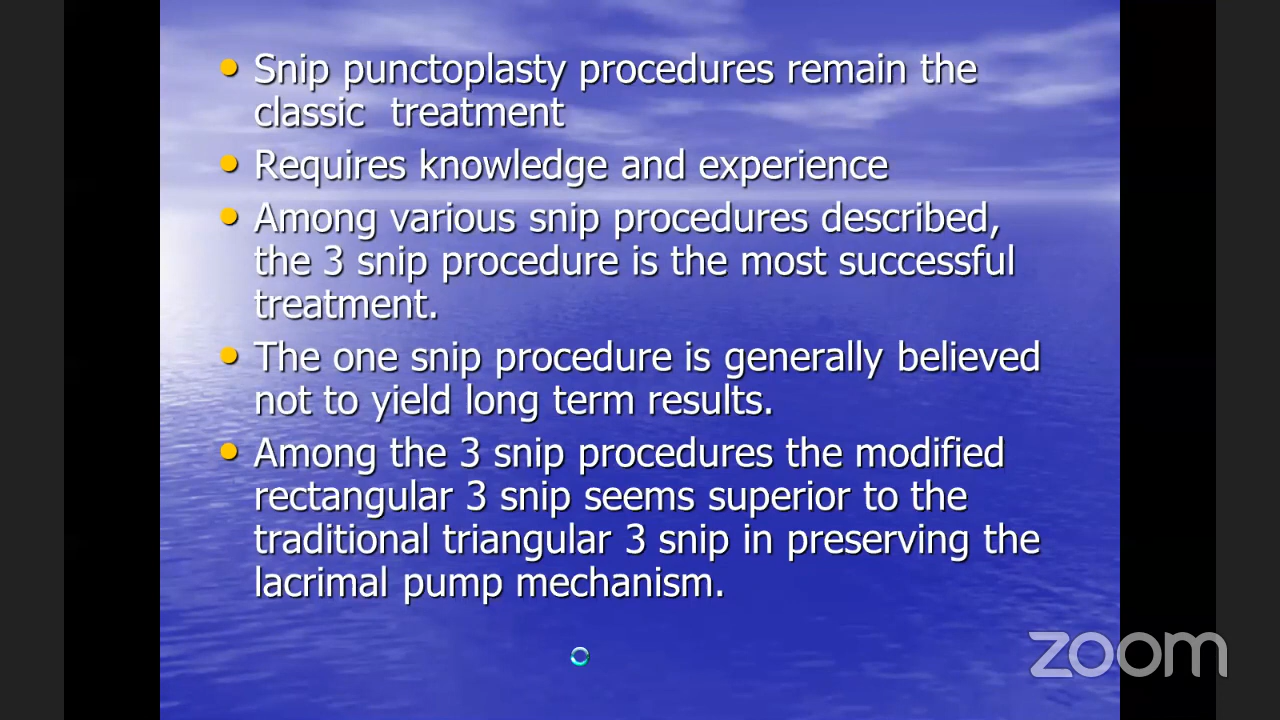 • Snip punctoplasty procedures remain the
classic treatment
• Requires knowledge and experience
• Among various snip procedures described,
the 3 snip procedure is the most successful
treatment.
• The one snip procedure is generally believed
not to yield long term results.
• Among the 3 snip procedures the modified
rectangular 3 snip seems superior to the
traditional triangular 3 snip in preserving the
lacrimal pump mechanism.
zoom